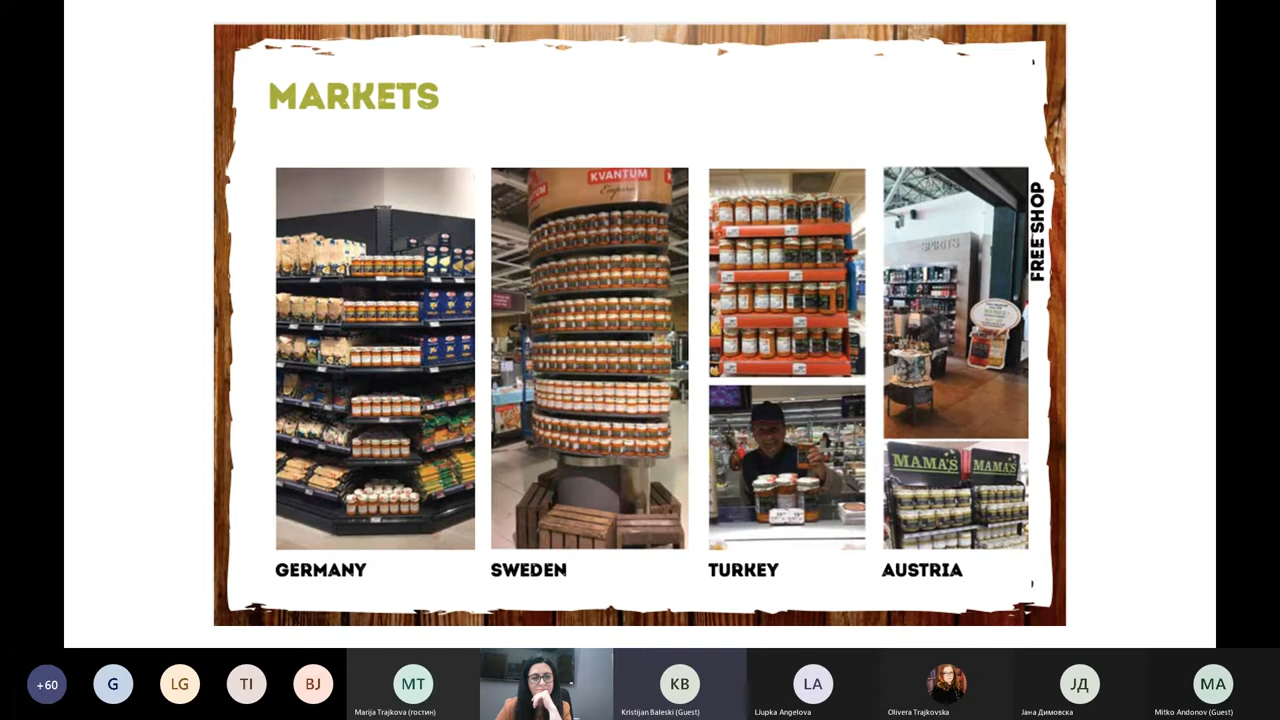 MARKETS
KVANTUM
Emporio
SPIRITS
FREE SHOP
MAMA'S
MAMA'S
GERMANY
SWEDEN
TURKEY
AUSTRIA
+60
G
LG
TI
BJ
MT
KB
LA
ЈД
MA
Marija Trajkova (гостин)
Kristijan Baleski (Guest)
LJupka Angelova
Olivera Trajkovska
Јана Димовска
Mitko Andonov (Guest)